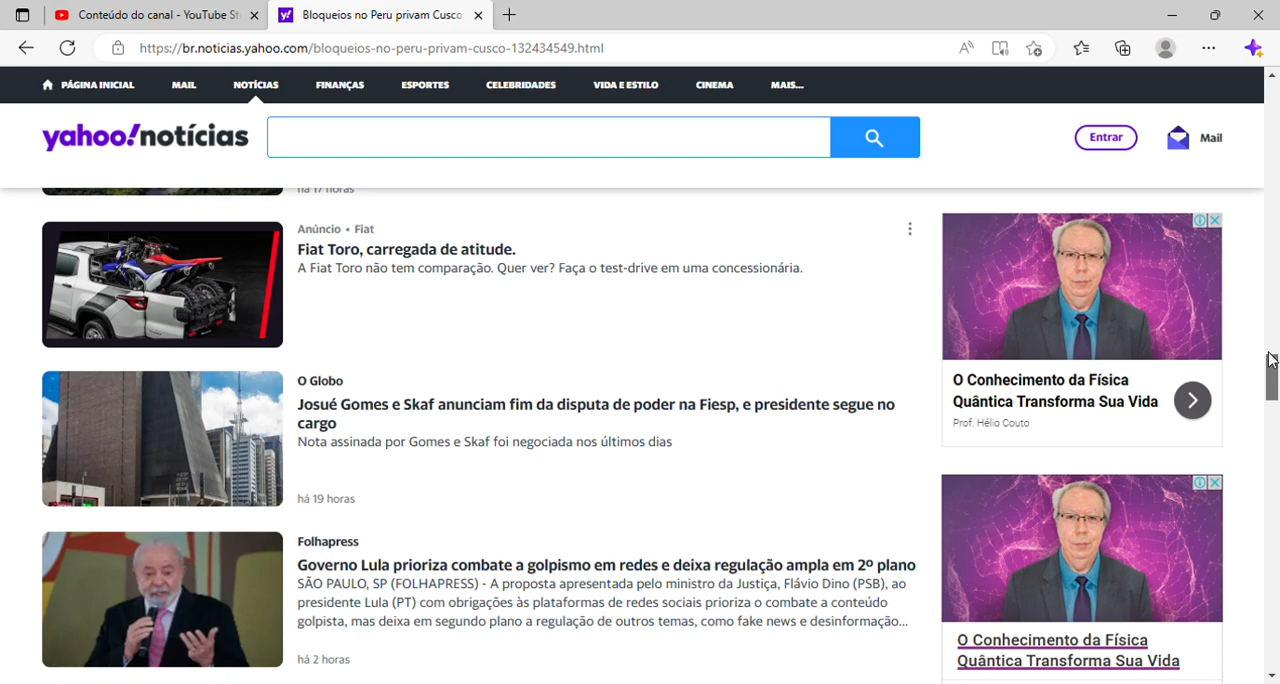 Conteúdo do canal - YouTube St
Bloqueios no Peru privam Cusco
https://br.noticias.yahoo.com/bloqueios-no-peru-privam-cusco-132434549.html
PÁGINA INICIAL MAIL NOTÍCIAS FINANÇAS ESPORTES CELEBRIDADES VIDA E ESTILO CINEMA MAIS...
yahoo!notícias
Entrar
Mail
há 17 horas
Anúncio • Fiat
Fiat Toro, carregada de atitude.
A Fiat Toro não tem comparação. Quer ver? Faça o test-drive em uma concessionária.
O Globo
Josué Gomes e Skaf anunciam fim da disputa de poder na Fiesp, e presidente segue no
cargo
Nota assinada por Gomes e Skaf foi negociada nos últimos dias
há 19 horas
Folhapress
Governo Lula prioriza combate a golpismo em redes e deixa regulação ampla em 2º plano
SÃO PAULO, SP (FOLHAPRESS) - A proposta apresentada pelo ministro da Justiça, Flávio Dino (PSB), ao
presidente Lula (PT) com obrigações às plataformas de redes sociais prioriza o combate a conteúdo
golpista, mas deixa em segundo plano a regulação de outros temas, como fake news e desinformação...
há 2 horas
O Conhecimento da Física
Quântica Transforma Sua Vida
Prof. Hélio Couto
O Conhecimento da Física
Quântica Transforma Sua Vida